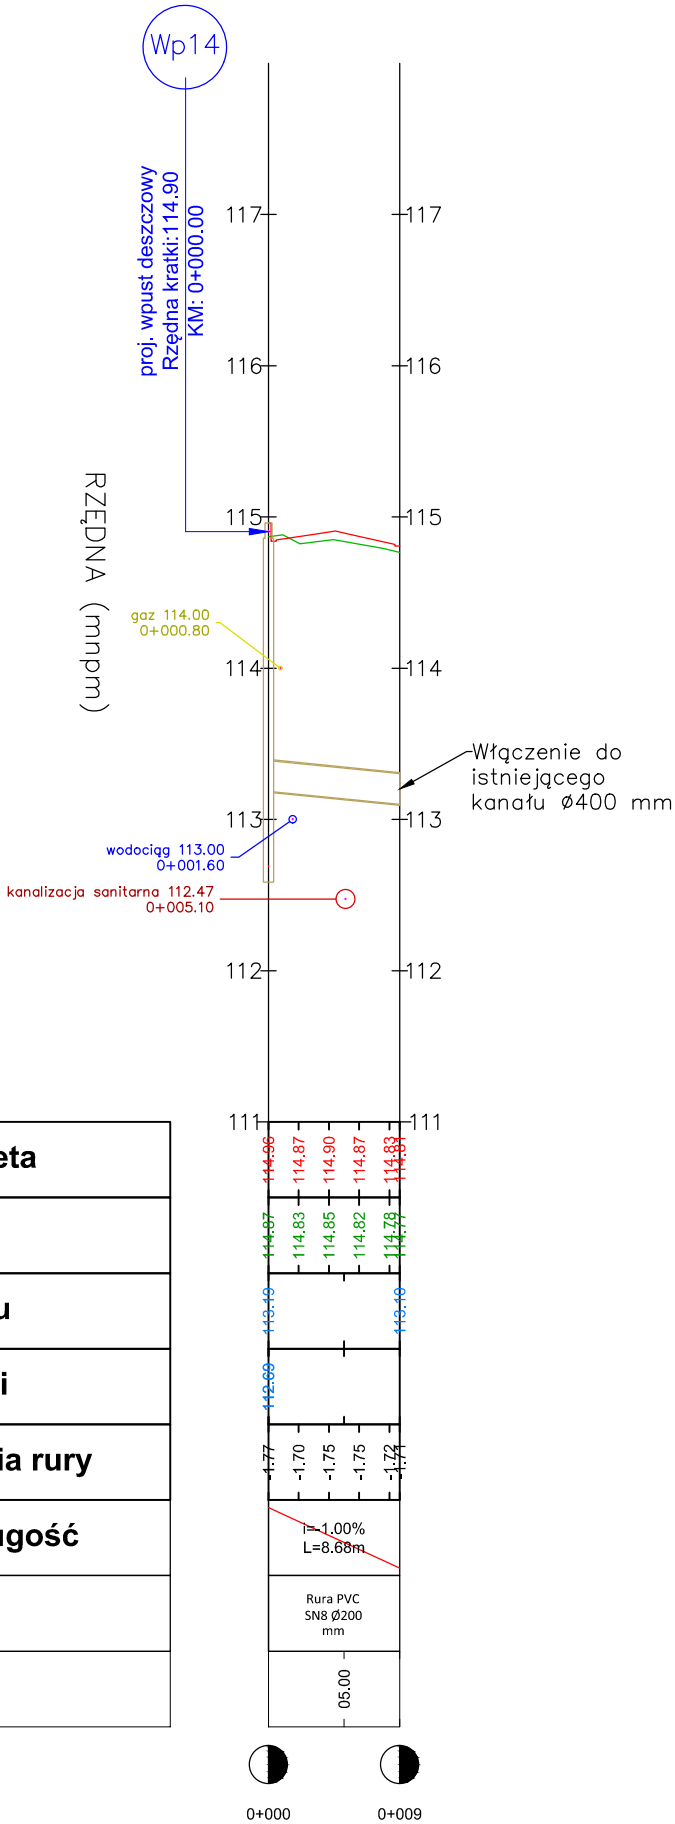 Wp14
proj. wpust deszczowy
Rzędna kratki:114.90
KM: 0+000.00
RZĘDNA (mnpm)
117 117
116 116
115 115
gaz 114.00
0+000.80
114 114
Włączenie do
istniejącego
kanału Ø400 mm
113 113
wodociąg 113.00
0+001.60
kanalizacja sanitarna 112.47
0+005.10
112 112
111 111
eta
114.96 114.87 114.90 114.87 114.83 114.81
114.87 114.83 114.85 114.82 114.78 114.77
u
113.19 113.10
i
112.69
ia rury
-1.77 -1.70 -1.75 -1.75 -1.72 -1.71
ugość
i=-1.00%
L=8.68m
Rura PVC
SN8 Ø200
mm
05.00
0+000 0+009